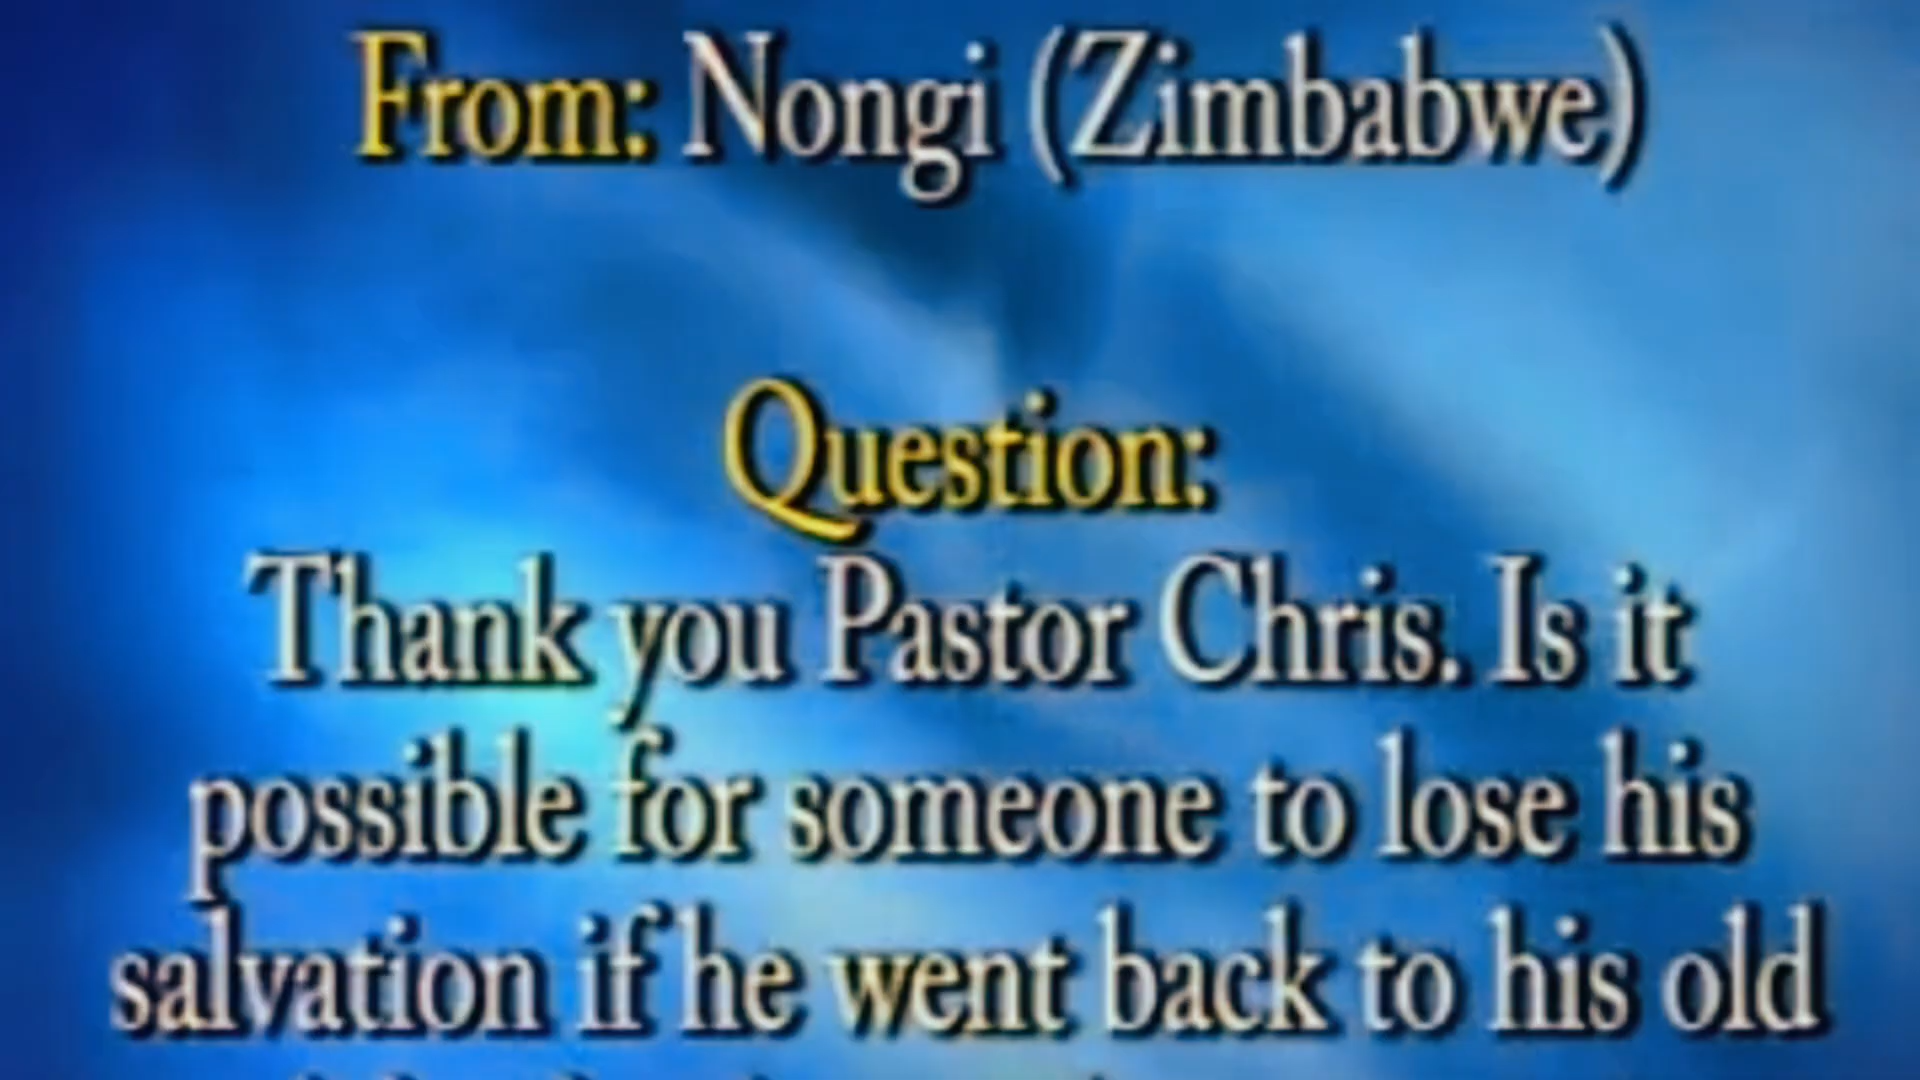 From: Nongi (Zimbabwe)
Question:
Thank you Pastor Chris. Is it
possible for someone to lose his
salvation if he went back to his old